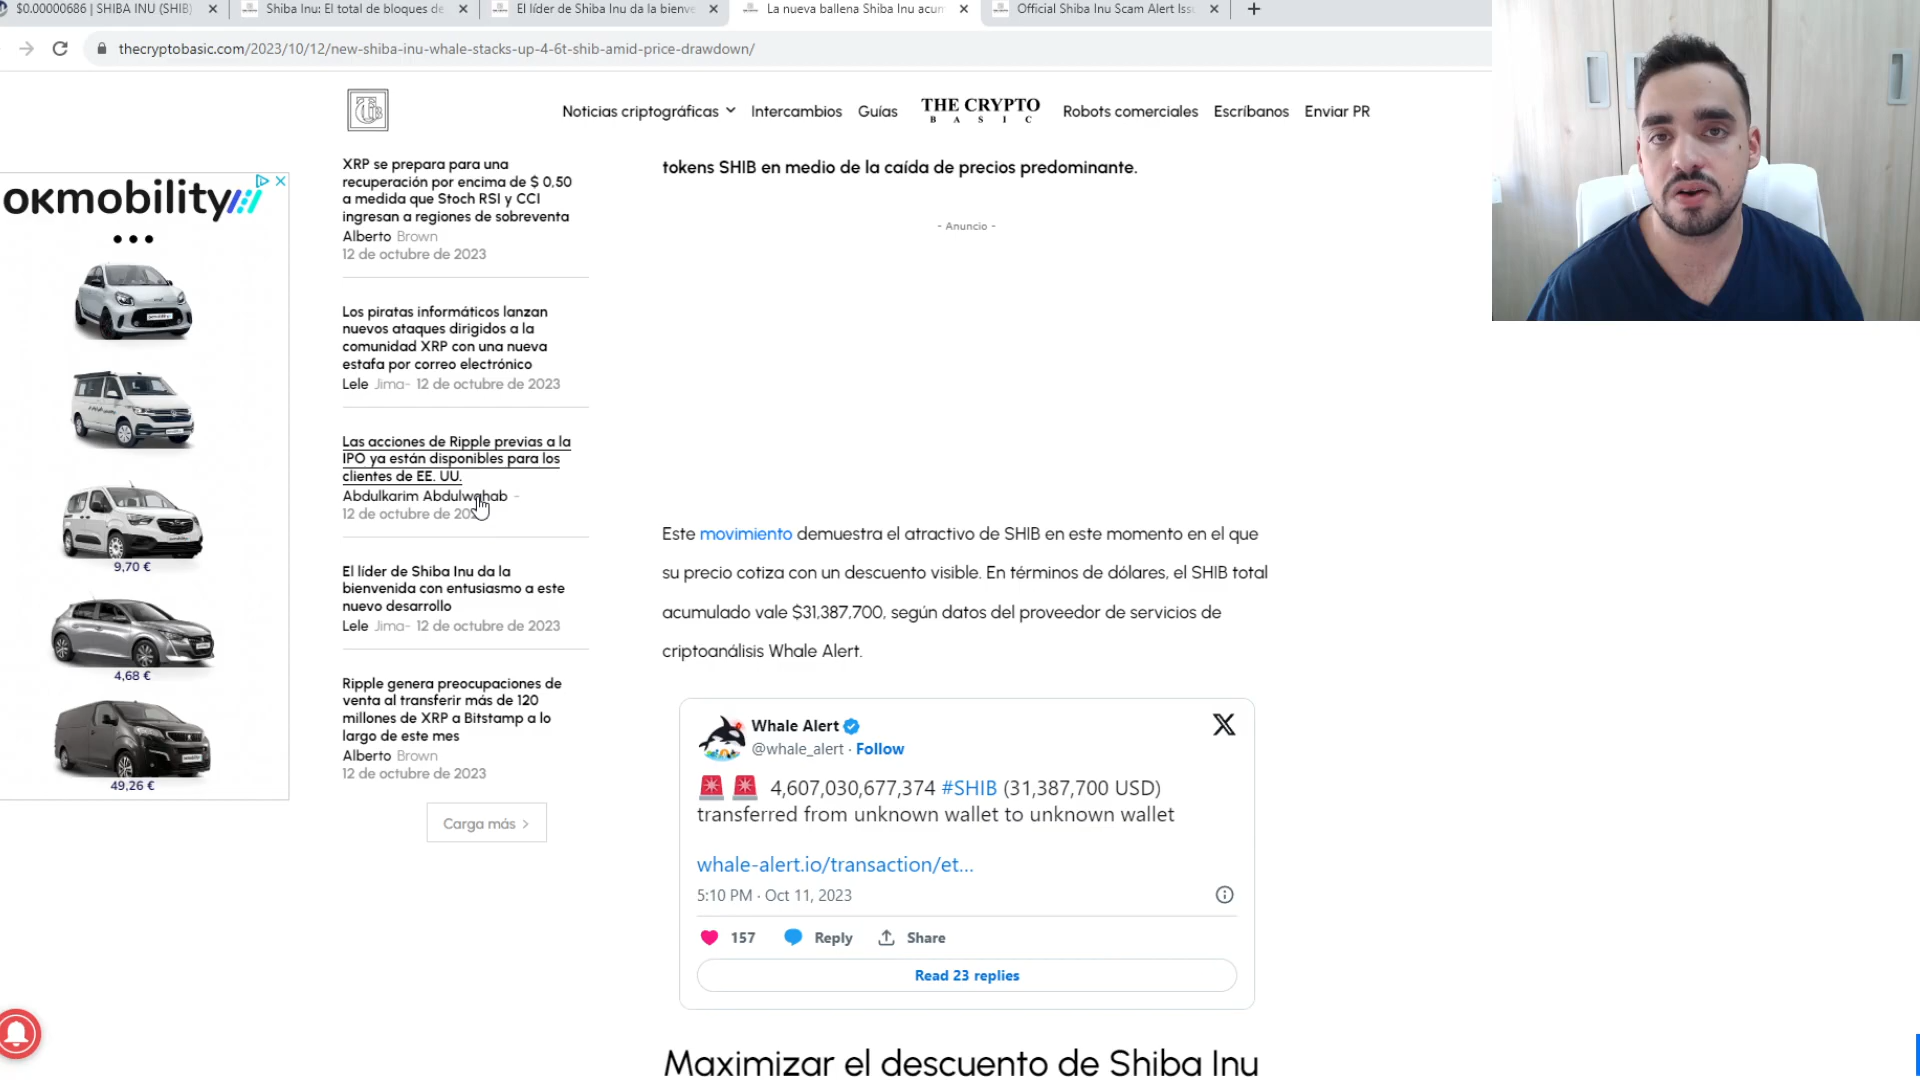 $0.00000686 | SHIBA INU (SHIB)
Shiba Inu: El total de bloques de
El líder de Shiba Inu da la bienve
La nueva ballena Shiba Inu acum
Official Shiba Inu Scam Alert Iss
thecryptobasic.com/2023/10/12/new-shiba-inu-whale-stacks-up-4-6t-shib-amid-price-drawdown/
Noticias criptográficas
Intercambios
Guías
THE CRYPTO
BASIC
Robots comerciales
Escríbanos
Enviar PR
okmobility
9,70 €
4,68 €
49,26 €
XRP se prepara para una
recuperación por encima de $ 0,50
a medida que Stoch RSI y CCI
ingresan a regiones de sobreventa
Alberto Brown
12 de octubre de 2023
Los piratas informáticos lanzan
nuevos ataques dirigidos a la
comunidad XRP con una nueva
estafa por correo electrónico
Lele Jima- 12 de octubre de 2023
Las acciones de Ripple previas a la
IPO ya están disponibles para los
clientes de EE. UU.
Abdulkarim Abdulwahab -
12 de octubre de 202
El líder de Shiba Inu da la
bienvenida con entusiasmo a este
nuevo desarrollo
Lele Jima- 12 de octubre de 2023
Ripple genera preocupaciones de
venta al transferir más de 120
millones de XRP a Bitstamp a lo
largo de este mes
Alberto Brown
12 de octubre de 2023
Carga más >
tokens SHIB en medio de la caída de precios predominante.
- Anuncio -
Este movimiento demuestra el atractivo de SHIB en este momento en el que
su precio cotiza con un descuento visible. En términos de dólares, el SHIB total
acumulado vale $31,387,700, según datos del proveedor de servicios de
criptoanálisis Whale Alert.
Whale Alert
@whale_alert · Follow
4,607,030,677,374 #SHIB (31,387,700 USD)
transferred from unknown wallet to unknown wallet
whale-alert.io/transaction/et...
5:10 PM · Oct 11, 2023
157
Reply
Share
Read 23 replies
Maximizar el descuento de Shiba Inu